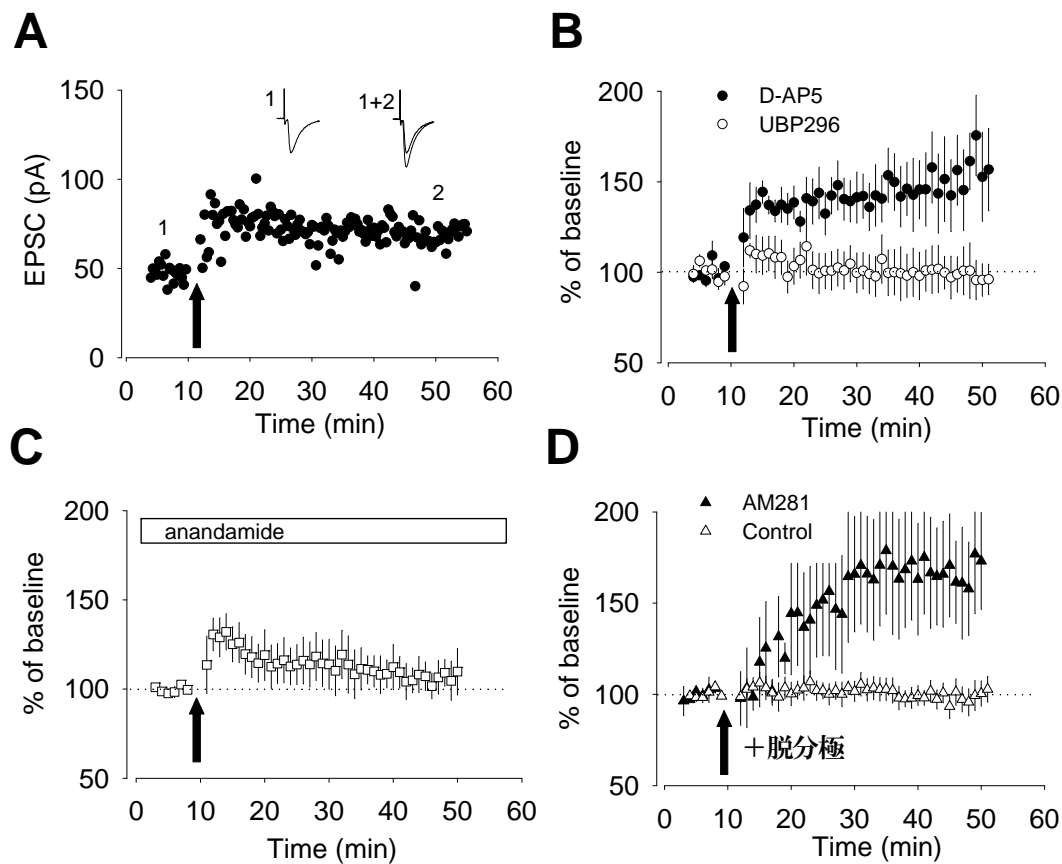 A
EPSC (pA)
150
100
50
0
1
1
1+2
2
0 10 20 30 40 50 60
Time (min)
B
% of baseline
200
150
100
50
D-AP5
UBP296
0 10 20 30 40 50 60
Time (min)
C
% of baseline
200
150
100
50
anandamide
0 10 20 30 40 50 60
Time (min)
D
% of baseline
200
150
100
50
AM281
Control
+脱分極
0 10 20 30 40 50 60
Time (min)